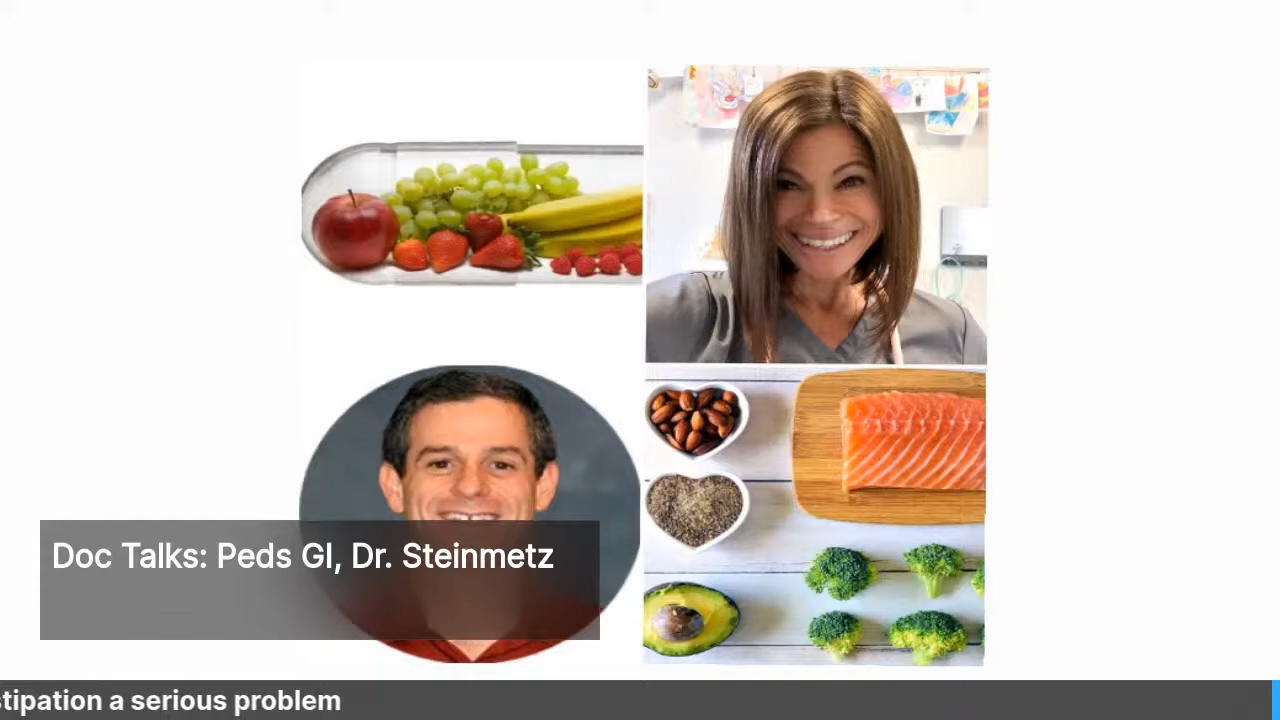 Doc Talks: Peds GI, Dr. Steinmetz
stipation a serious problem